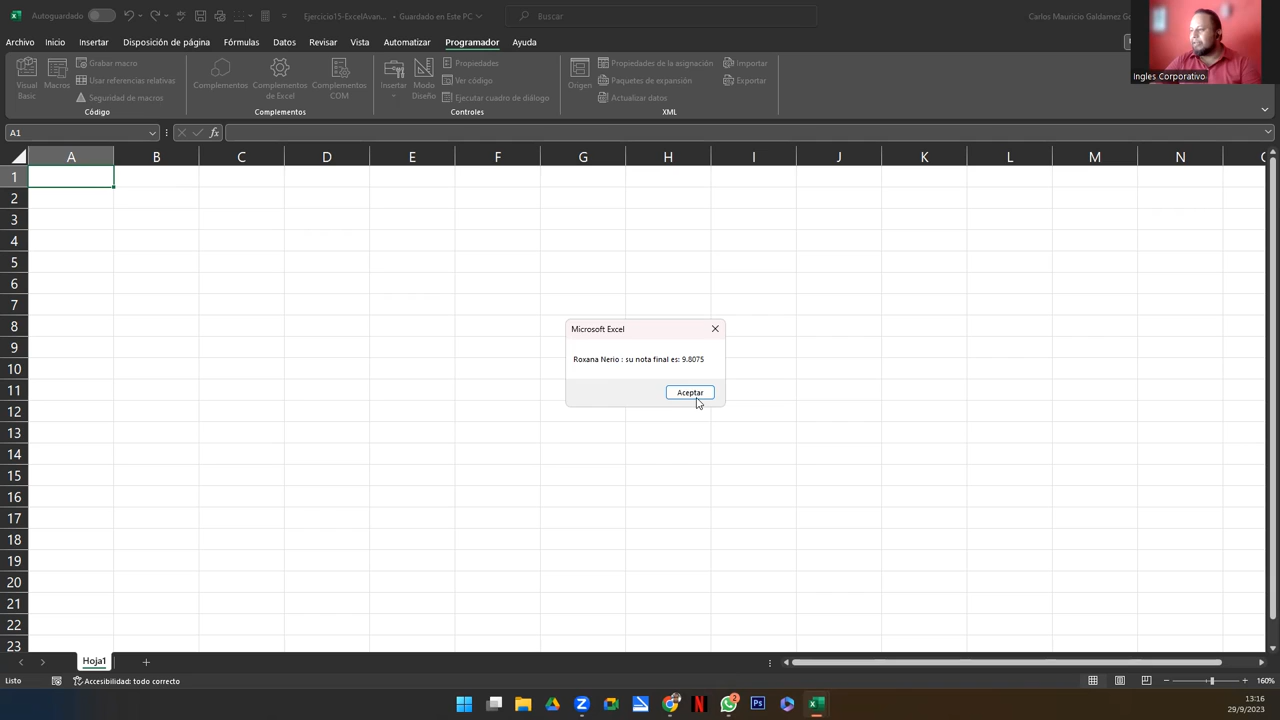 Autoguardado
Ejercicio15-ExcelAvan... • Guardado en Este PC
Buscar
Carlos Mauricio Galdamez
Archivo Inicio Insertar Disposición de página Fórmulas Datos Revisar Vista Automatizar Programador Ayuda
Ingles Corporativo
Visual Basic
Macros
Grabar macro
Usar referencias relativas
Seguridad de macros
Código
Complementos
Complementos de Excel
Complementos COM
Complementos
Insertar
Modo Diseño
Propiedades
Ver código
Ejecutar cuadro de diálogo
Controles
Origen
Propiedades de la asignación
Paquetes de expansión
Actualizar datos
Importar
Exportar
XML
A1
fx
A B C D E F G H I J K L M N
1
2
3
4
5
6
7
8
9
10
11
12
13
14
15
16
17
18
19
20
21
22
23
Microsoft Excel
Roxana Nerio : su nota final es: 9.8075
Aceptar
Hoja1
Listo
Accesibilidad: todo correcto
160%
2
13:16
29/9/2023